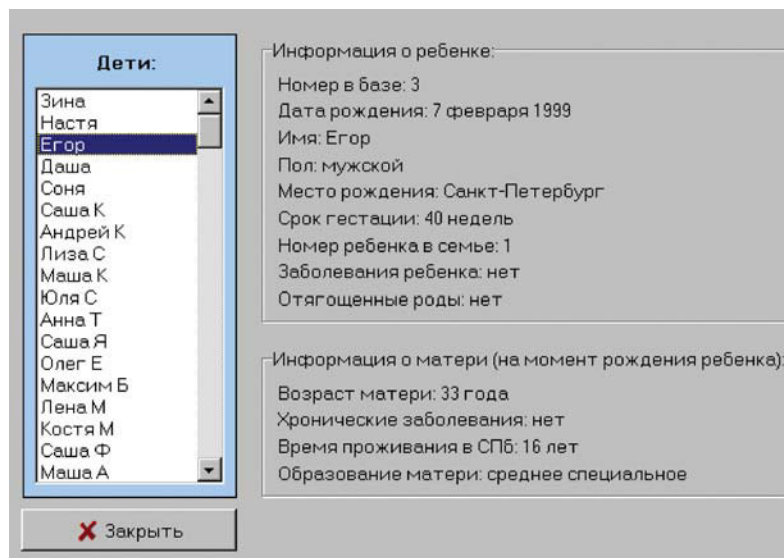 Дети:
Зина
Настя
Егор
Даша
Соня
Саша К
Андрей К
Лиза С
Маша К
Юля С
Анна Т
Саша Я
Олег Е
Максим Б
Лена М
Костя М
Саша Ф
Маша А
Закрыть
Информация о ребенке:
Номер в базе: 3
Дата рождения: 7 февраря 1999
Имя: Егор
Пол: мужской
Место рождения: Санкт-Петербург
Срок гестации: 40 недель
Номер ребенка в семье: 1
Заболевания ребенка: нет
Отягощенные роды: нет
Информация о матери (на момент рождения ребенка):
Возраст матери: 33 года
Хронические заболевания: нет
Время проживания в СПб: 16 лет
Образование матери: среднее специальное